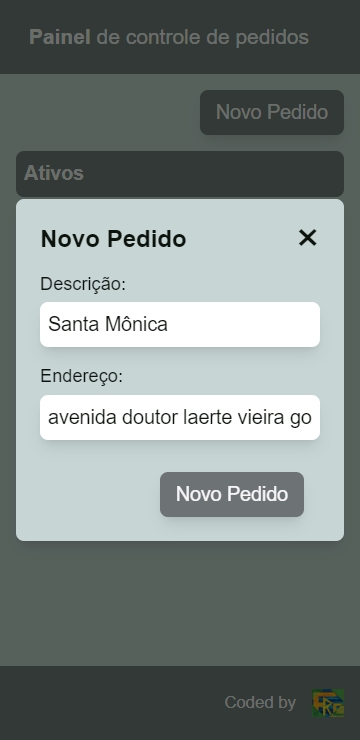 Painel de controle de pedidos
Novo Pedido
Ativos
Novo Pedido
Descrição:
Santa Mônica
Endereço:
avenida doutor laerte vieira go
Novo Pedido
Coded by